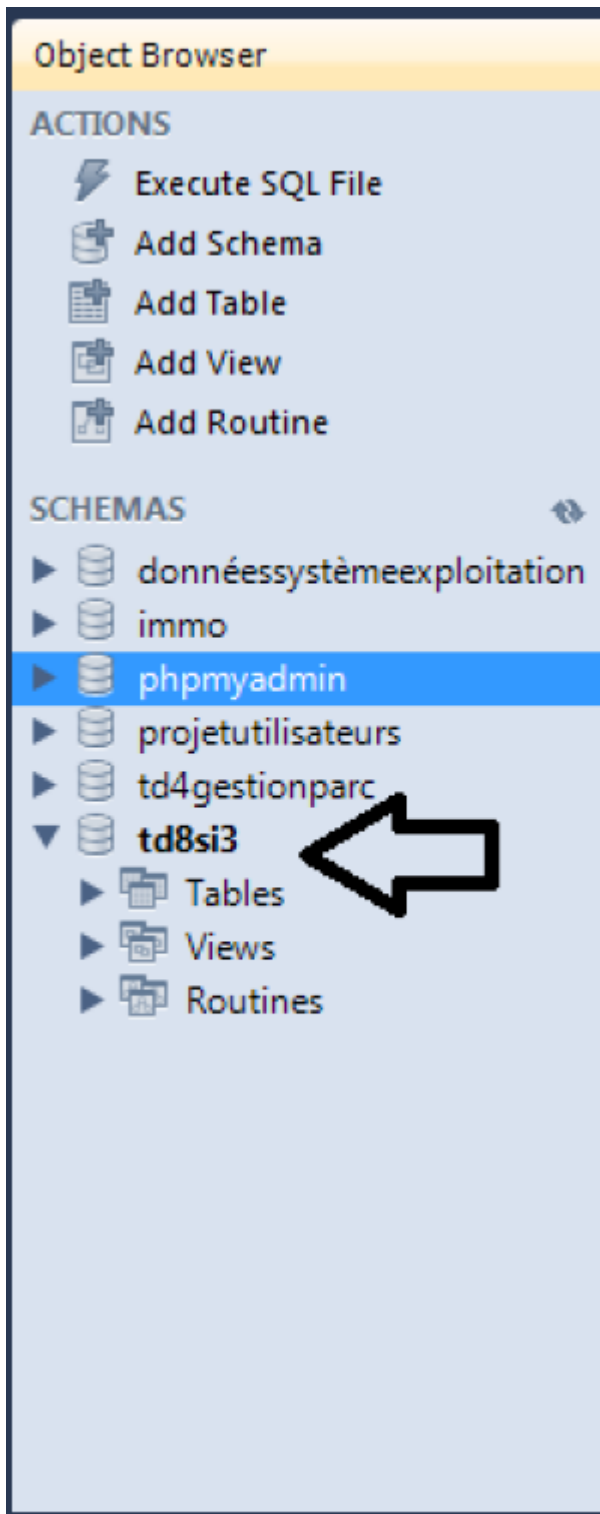 Object Browser
ACTIONS
Execute SQL File
Add Schema
Add Table
Add View
Add Routine
SCHEMAS
donnéessystèmeexploitation
immo
phpmyadmin
projetutilisateurs
td4gestionparc
td8si3
Tables
Views
Routines